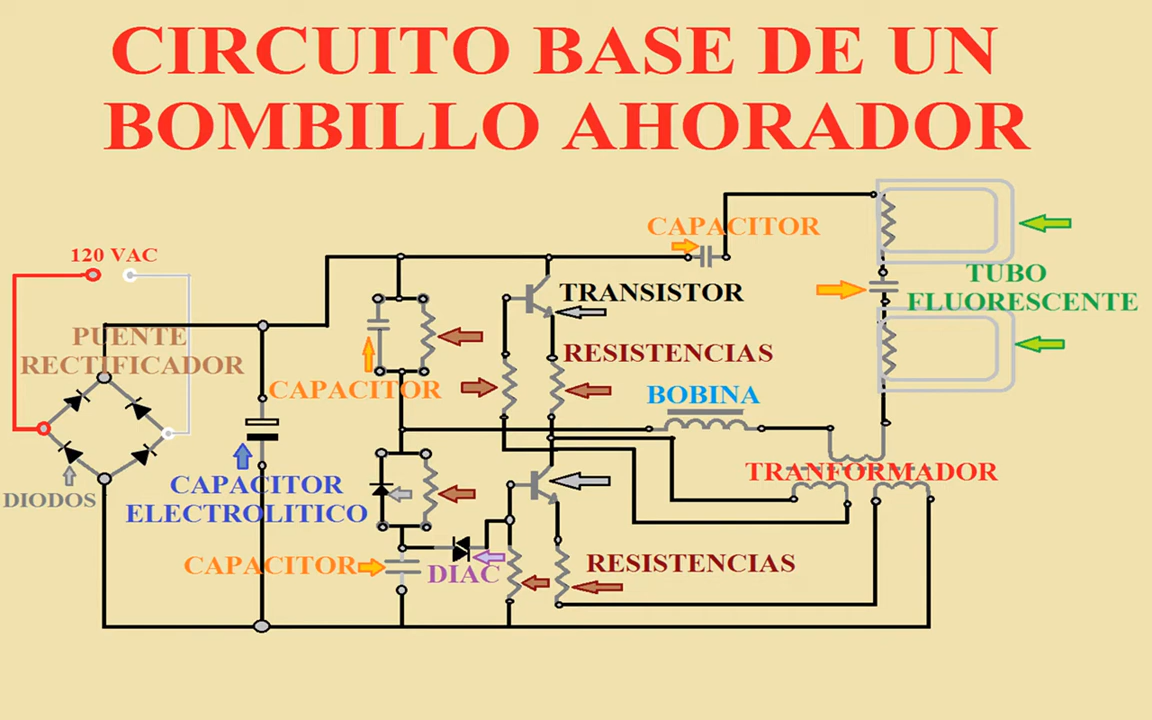 CIRCUITO BASE DE UN
BOMBILLO AHORADOR
CAPACITOR
120 VAC
TUBO
FLUORESCENTE
TRANSISTOR
PUENTE
RECTIFICADOR
RESISTENCIAS
CAPACITOR
BOBINA
TRANFORMADOR
CAPACITOR
ELECTROLITICO
DIODOS
CAPACITOR
DIAC
RESISTENCIAS